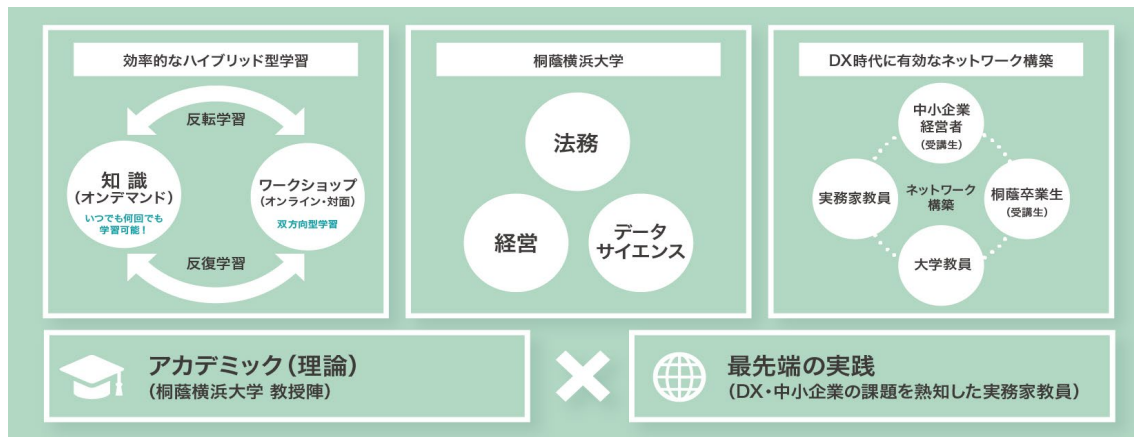 効率的なハイブリッド型学習
反転学習
知 識
（オンデマンド）
いつでも何回でも
学習可能！
ワークショップ
（オンライン・対面）
双方向型学習
反復学習
桐蔭横浜大学
法務
経営
データ
サイエンス
DX時代に有効なネットワーク構築
中小企業
経営者
（受講生）
実務家教員
ネットワーク
構築
桐蔭卒業生
（受講生）
大学教員
アカデミック（理論）
（桐蔭横浜大学 教授陣）
最先端の実践
（DX・中小企業の課題を熟知した実務家教員）